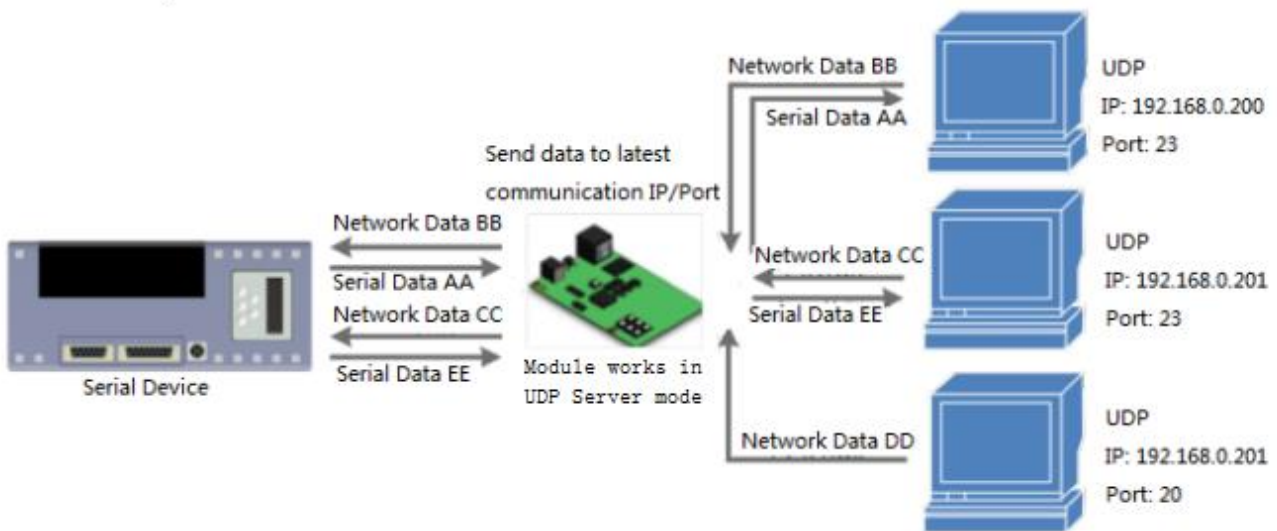 Network Data BB
Serial Data AA
UDP
IP: 192.168.0.200
Port: 23
Send data to latest
communication IP/Port
Network Data BB
Serial Data AA
Network Data CC
Serial Data EE
Serial Device
Module works in
UDP Server mode
Network Data CC
Serial Data EE
UDP
IP: 192.168.0.201
Port: 23
Network Data DD
UDP
IP: 192.168.0.201
Port: 20